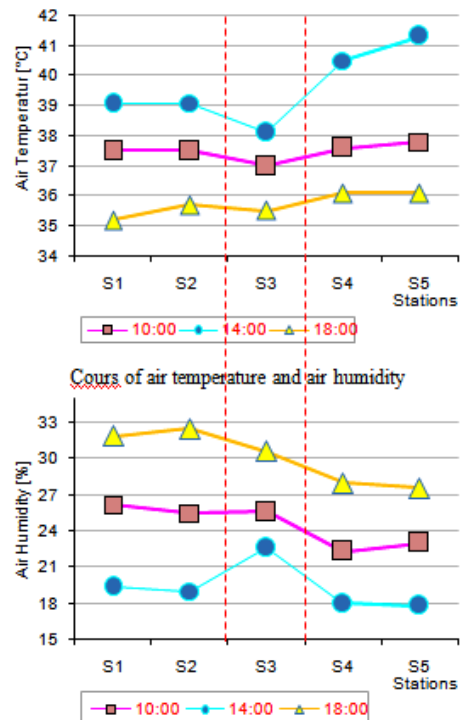 42
41
40
39
38
37
36
35
34
Air Temperatur [°C]
S1 S2 S3 S4 S5
Stations
10:00 14:00 18:00
Cours of air temperature and air humidity
33
30
27
24
21
18
15
Air Humidity [%]
S1 S2 S3 S4 S5
Stations
10:00 14:00 18:00